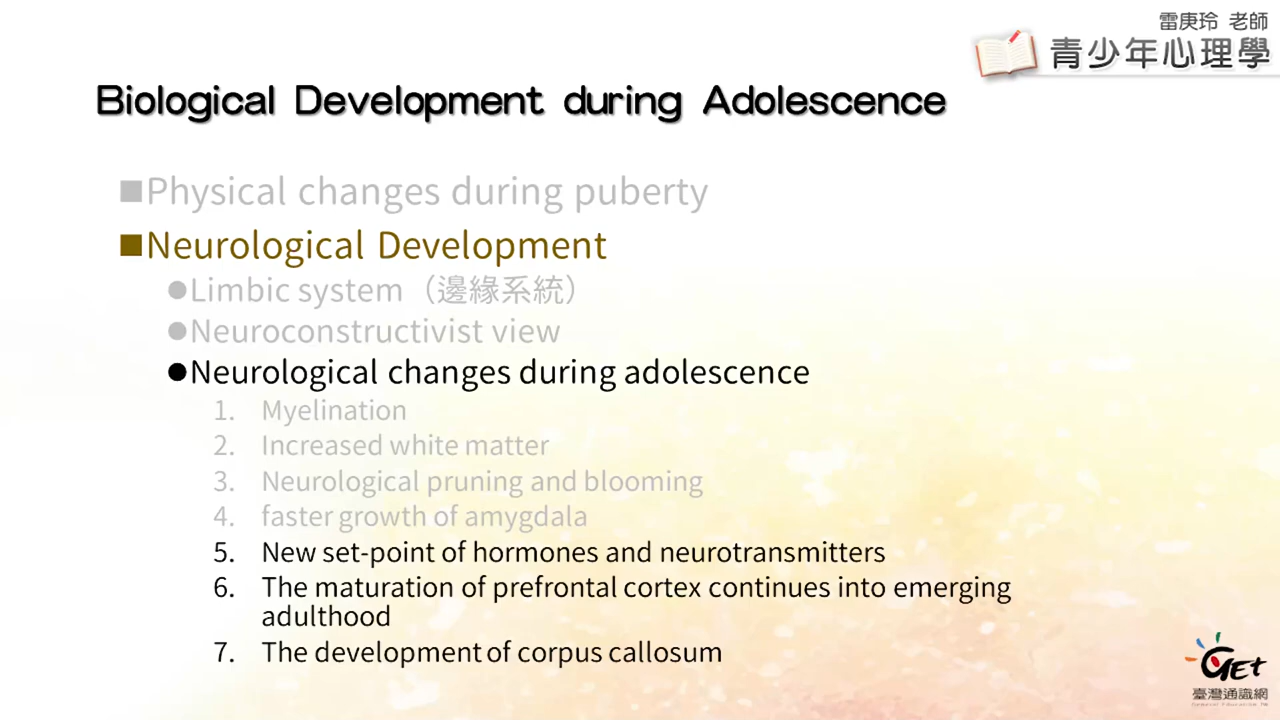 雷庚玲 老師
青少年心理學
Biological Development during Adolescence
■Physical changes during puberty
■Neurological Development
●Limbic system（邊緣系統）
●Neuroconstructivist view
●Neurological changes during adolescence
1. Myelination
2. Increased white matter
3. Neurological pruning and blooming
4. faster growth of amygdala
5. New set-point of hormones and neurotransmitters
6. The maturation of prefrontal cortex continues into emerging
adulthood
7. The development of corpus callosum
GEt
臺灣通識網